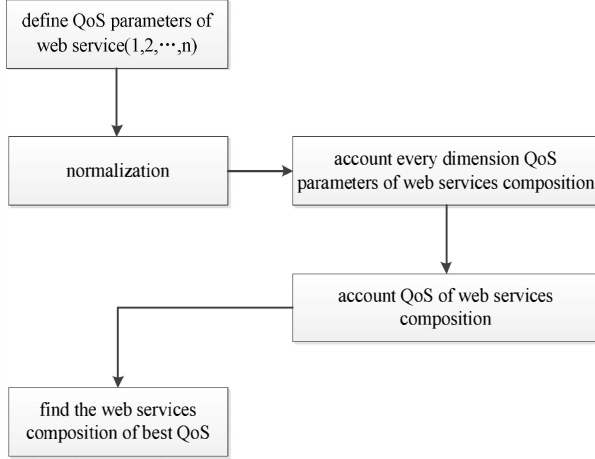 define QoS parameters of
web service(1,2,⋯,n)
normalization
account every dimension QoS
parameters of web services composition
account QoS of web services
composition
find the web services
composition of best QoS